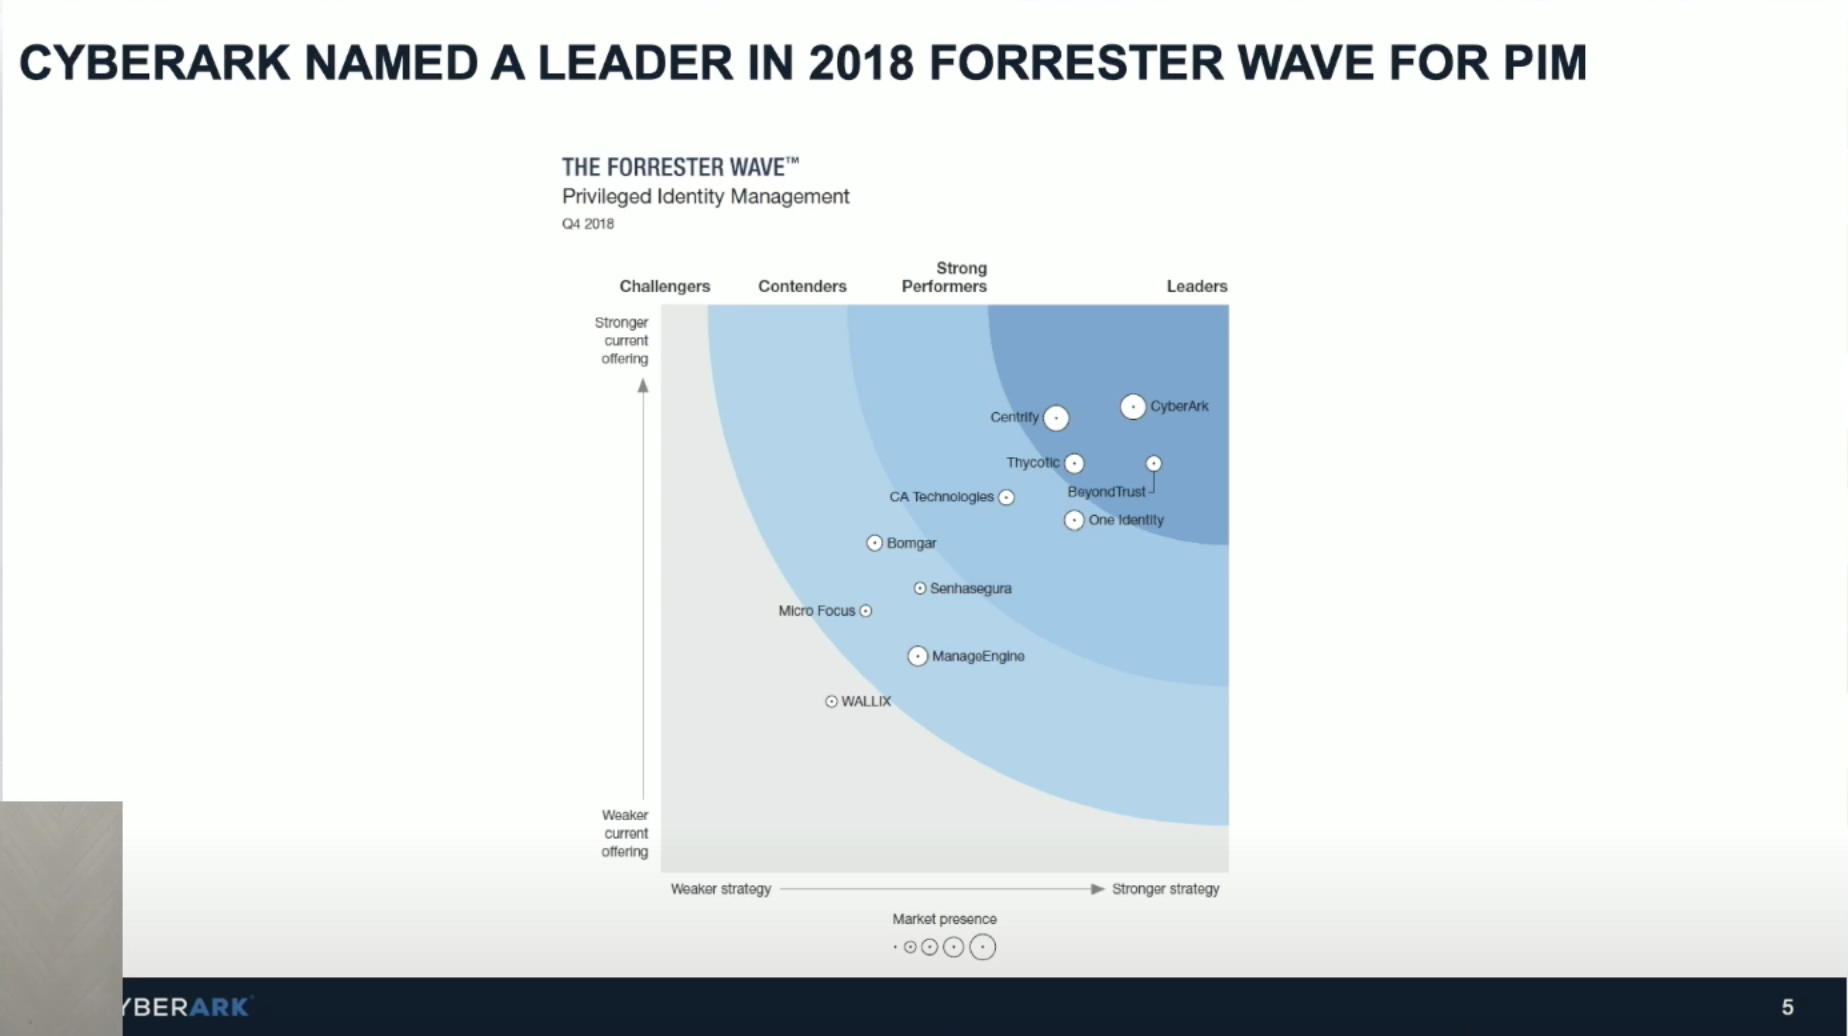 CYBERARK NAMED A LEADER IN 2018 FORRESTER WAVE FOR PIM
THE FORRESTER WAVE™
Privileged Identity Management
Q4 2018
Challengers
Contenders
Strong
Performers
Leaders
Stronger
current
offering
Centrify
CyberArk
Thycotic
BeyondTrust
CA Technologies
One Identity
Bomgar
Senhasegura
Micro Focus
ManageEngine
WALLIX
Weaker
current
offering
Weaker strategy
Stronger strategy
Market presence
YBERARK
5